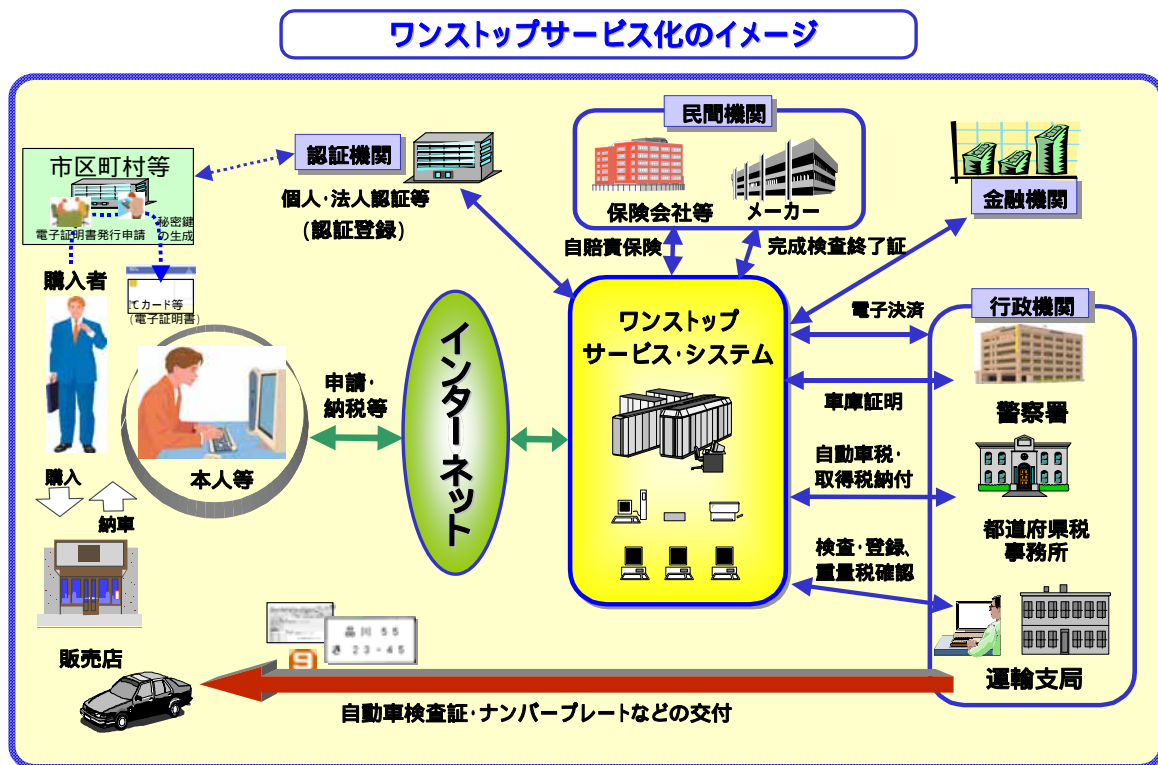 ワンストップサービス化のイメージ
民間機関
認証機関
市区町村等
個人･法人認証等
(認証登録)
保険会社等
メーカー
金融機関
電子証明書発行申請
秘密鍵
の生成
自賠責保険
完成検査終了証
購入者
てカード等
(電子証明書)
電子決済
行政機関
インターネット
ワンストップ
サービス･システム
申請･
納税等
車庫証明
警察署
本人等
購入
納車
自動車税･
取得税納付
都道府県税
事務所
検査･登録、
重量税確認
品川 55
き 23-45
9
販売店
運輸支局
自動車検査証･ナンバープレートなどの交付